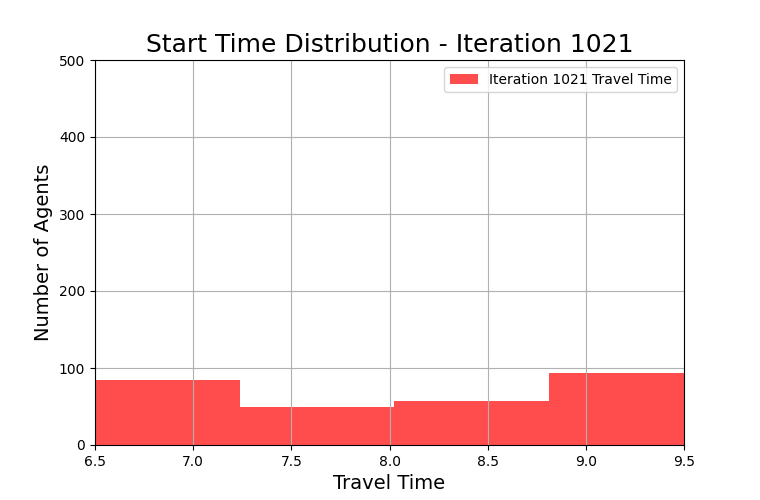 Start Time Distribution - Iteration 1021
Iteration 1021 Travel Time
Number of Agents
500
400
300
200
100
0
6.5 7.0 7.5 8.0 8.5 9.0 9.5
Travel Time